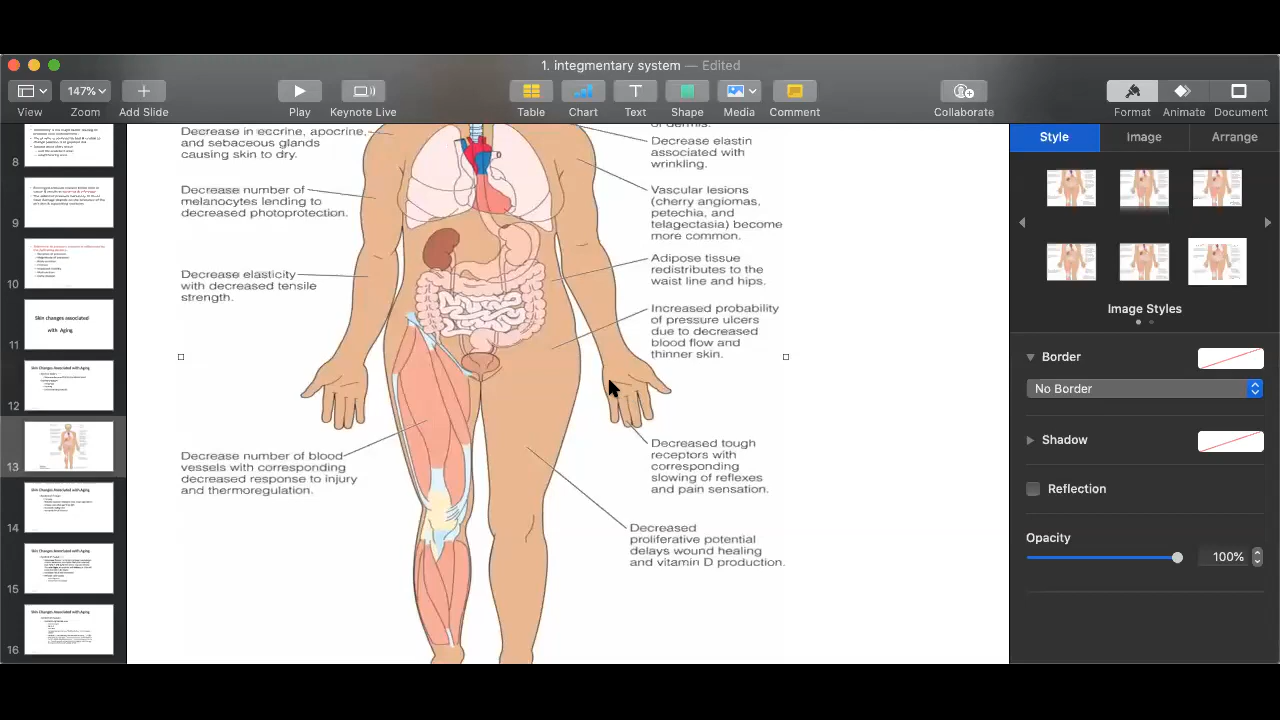 1. integmentary system — Edited
147%
View
Zoom
Add Slide
Play
Keynote Live
Table
Chart
Text
Shape
Media
Comment
Collaborate
Format
Animate
Document
8
9
10
Skin changes associated
with Aging
11
Skin Changes Associated with Aging
12
13
Skin Changes Associated with Aging
14
Skin Changes Associated with Aging
15
Skin Changes Associated with Aging
16
Decrease in eccrine, apocrine,
and sebaceous glands
causing skin to dry.
Decrease number of
melanocytes lending to
decreased photoprotection.
Decrease elasticity
with decreased tensile
strength.
Decrease number of blood
vessels with corresponding
decreased response to injury
and thermoregulation.
of dermis.
Decrease elastin
associated with
wrinkling.
Vascular lesions
(cherry angiomas,
petechia, and
telagectasia) become
more common.
Adipose tissue
redistributes to the
waist line and hips.
Increased probability
of pressure ulcers
due to decreased
blood flow and
thinner skin.
Decreased tough
receptors with
corresponding
slowing of reflexes
and pain sensation.
Decreased
proliferative potential
delays wound healing
and vitamin D production.
Style
Image
Arrange
Image Styles
Border
No Border
Shadow
Reflection
Opacity
100%